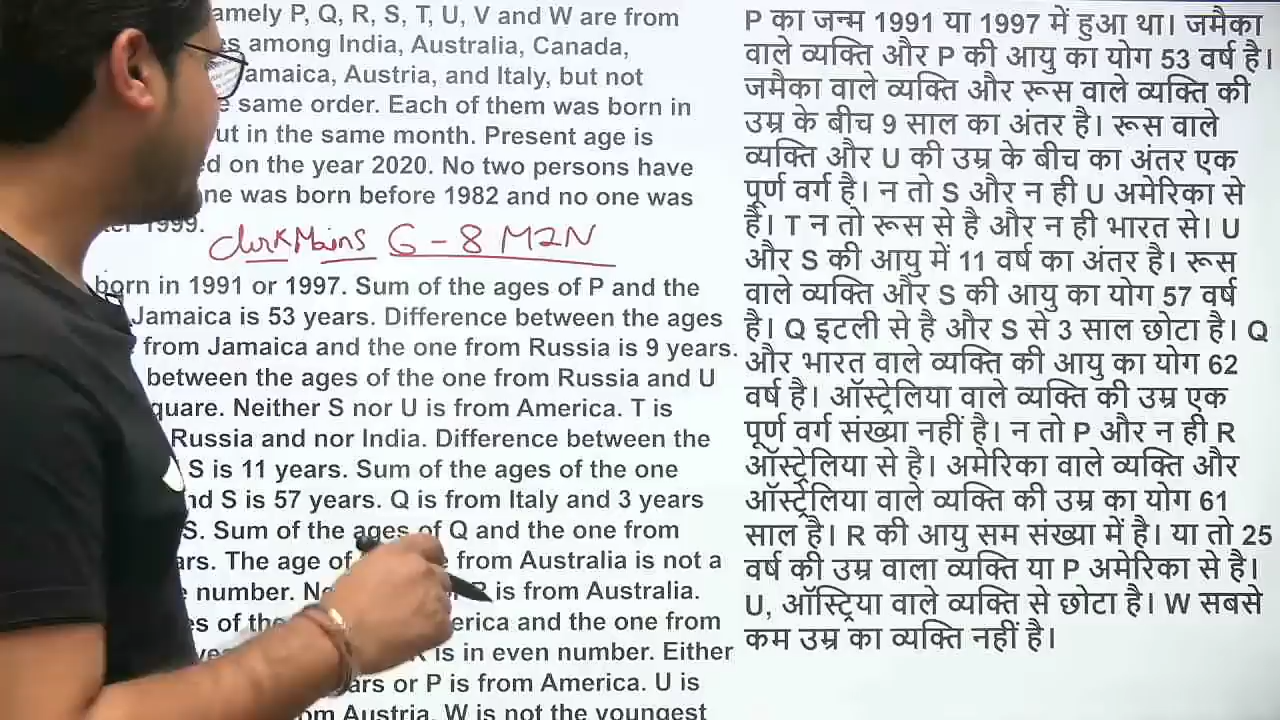 amely P, Q, R, S, T, U, V and W are from
among India, Australia, Canada,
amaica, Austria, and Italy, but not
same order. Each of them was born in
ut in the same month. Present age is
on the year 2020. No two persons have
ne was born before 1982 and no one was
1999.
Clerk Mains 6-8 MIN
born in 1991 or 1997. Sum of the ages of P and the
Jamaica is 53 years. Difference between the ages
from Jamaica and the one from Russia is 9 years.
between the ages of the one from Russia and U
quare. Neither S nor U is from America. T is
Russia and nor India. Difference between the
S is 11 years. Sum of the ages of the one
nd S is 57 years. Q is from Italy and 3 years
S. Sum of the ages of Q and the one from
ars. The age of from Australia is not a
number. R is from Australia.
s of the erica and the one from
R is in even number. Either
ars or P is from America. U is
om Austria. W is not the youngest
P का जन्म 1991 या 1997 में हुआ था। जमैका
वाले व्यक्ति और P की आयु का योग 53 वर्ष है।
जमैका वाले व्यक्ति और रूस वाले व्यक्ति की
उम्र के बीच 9 साल का अंतर है। रूस वाले
व्यक्ति और U की उम्र के बीच का अंतर एक
पूर्ण वर्ग है। न तो S और न ही U अमेरिका से
है। T न तो रूस से है और न ही भारत से। U
और S की आयु में 11 वर्ष का अंतर है। रूस
वाले व्यक्ति और S की आयु का योग 57 वर्ष
है। Q इटली से है और S से 3 साल छोटा है। Q
और भारत वाले व्यक्ति की आयु का योग 62
वर्ष है। ऑस्ट्रेलिया वाले व्यक्ति की उम्र एक
पूर्ण वर्ग संख्या नहीं है। न तो P और न ही R
ऑस्ट्रेलिया से है। अमेरिका वाले व्यक्ति और
ऑस्ट्रेलिया वाले व्यक्ति की उम्र का योग 61
साल है। R की आयु सम संख्या में है। या तो 25
वर्ष की उम्र वाला व्यक्ति या P अमेरिका से है।
U, ऑस्ट्रिया वाले व्यक्ति से छोटा है। W सबसे
कम उम्र का व्यक्ति नहीं है।